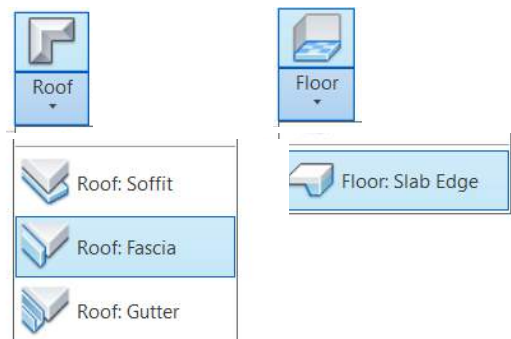 Roof
Floor
Roof: Soffit
Floor: Slab Edge
Roof: Fascia
Roof: Gutter